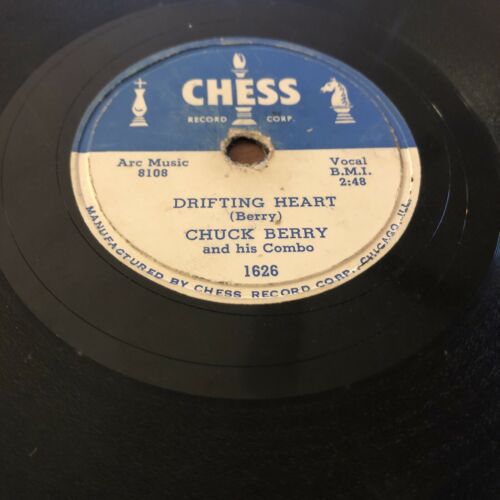 CHESS
RECORD CORP.
Arc Music
8108
Vocal
B.M.I.
2:48
DRIFTING HEART
(Berry)
CHUCK BERRY
and his Combo
1626
MANUFACTURED BY CHESS RECORD CORP., CHICAGO, ILL.